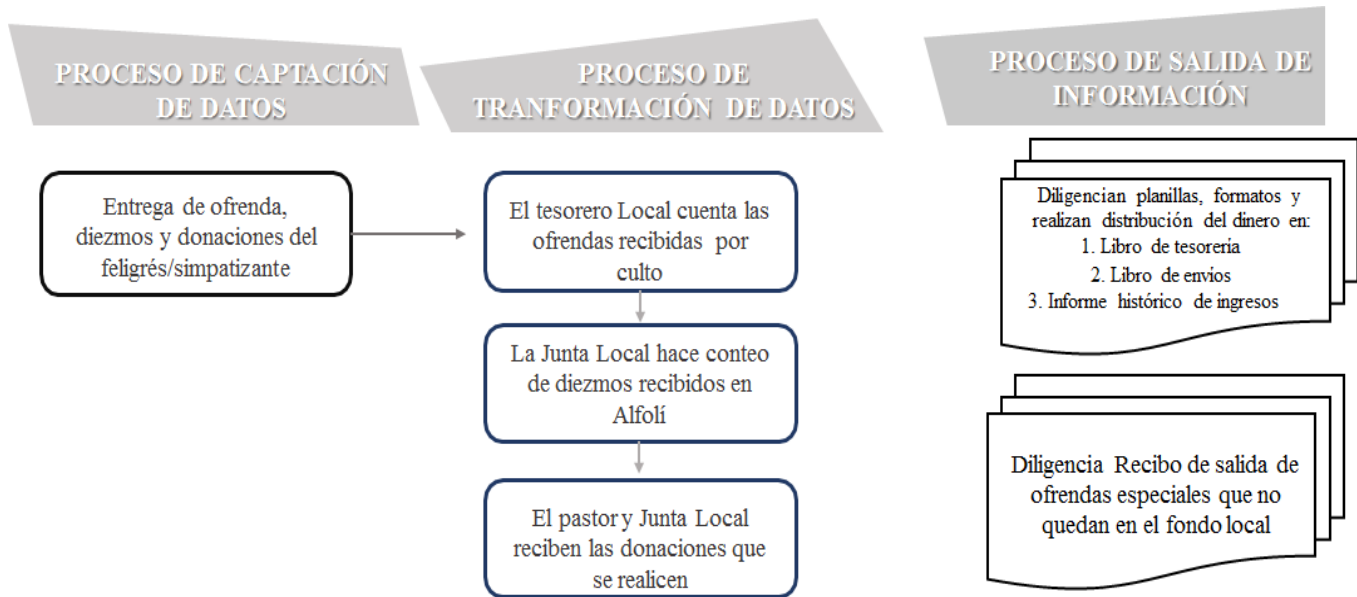 PROCESO DE CAPTACIÓN
DE DATOS
Entrega de ofrenda,
diezmos y donaciones del
feligrés/simpatizante
PROCESO DE
TRANFORMACIÓN DE DATOS
El tesorero Local cuenta las
ofrendas recibidas por
culto
La Junta Local hace conteo
de diezmos recibidos en
Alfolí
El pastor y Junta Local
reciben las donaciones que
se realicen
PROCESO DE SALIDA DE
INFORMACIÓN
Diligencian planillas, formatos y
realizan distribución del dinero en:
1. Libro de tesorería
2. Libro de envíos
3. Informe histórico de ingresos
Diligencia Recibo de salida de
ofrendas especiales que no
quedan en el fondo local